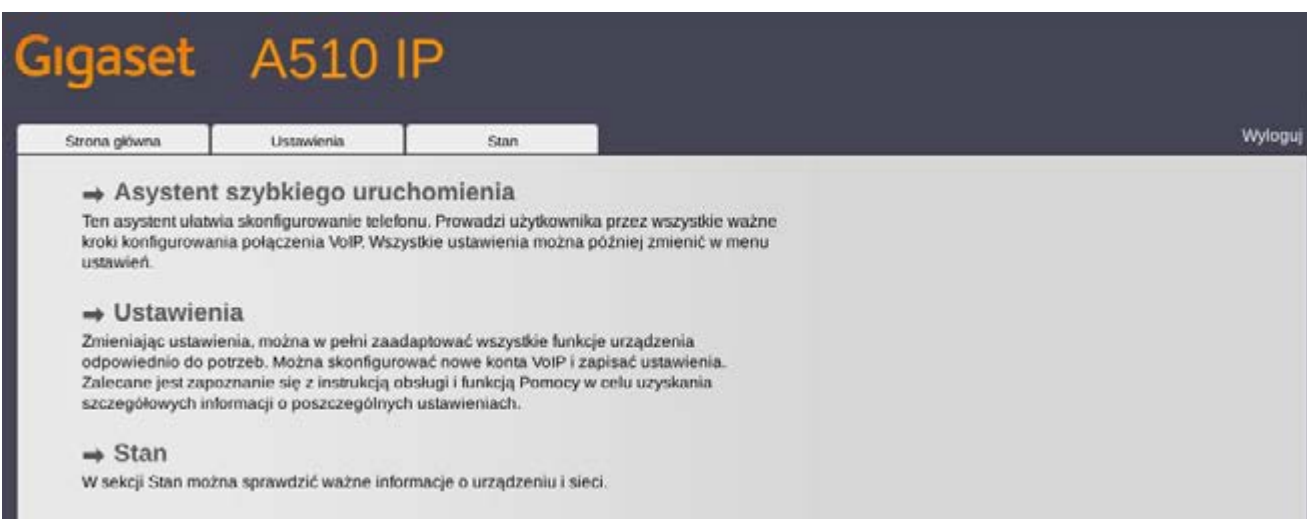 Gigaset A510 IP
Strona główna Ustawienia Stan Wyloguj
Asystent szybkiego uruchomienia
Ten asystent ułatwia skonfigurowanie telefonu. Prowadzi użytkownika przez wszystkie ważne
kroki konfigurowania połączenia VoIP. Wszystkie ustawienia można później zmienić w menu
ustawień.
Ustawienia
Zmieniając ustawienia, można w pełni zaadaptować wszystkie funkcje urządzenia
odpowiednio do potrzeb. Można skonfigurować nowe konta VoIP i zapisać ustawienia.
Zalecane jest zapoznanie się z instrukcją obsługi i funkcją Pomocy w celu uzyskania
szczegółowych informacji o poszczególnych ustawieniach.
Stan
W sekcji Stan można sprawdzić ważne informacje o urządzeniu i sieci.